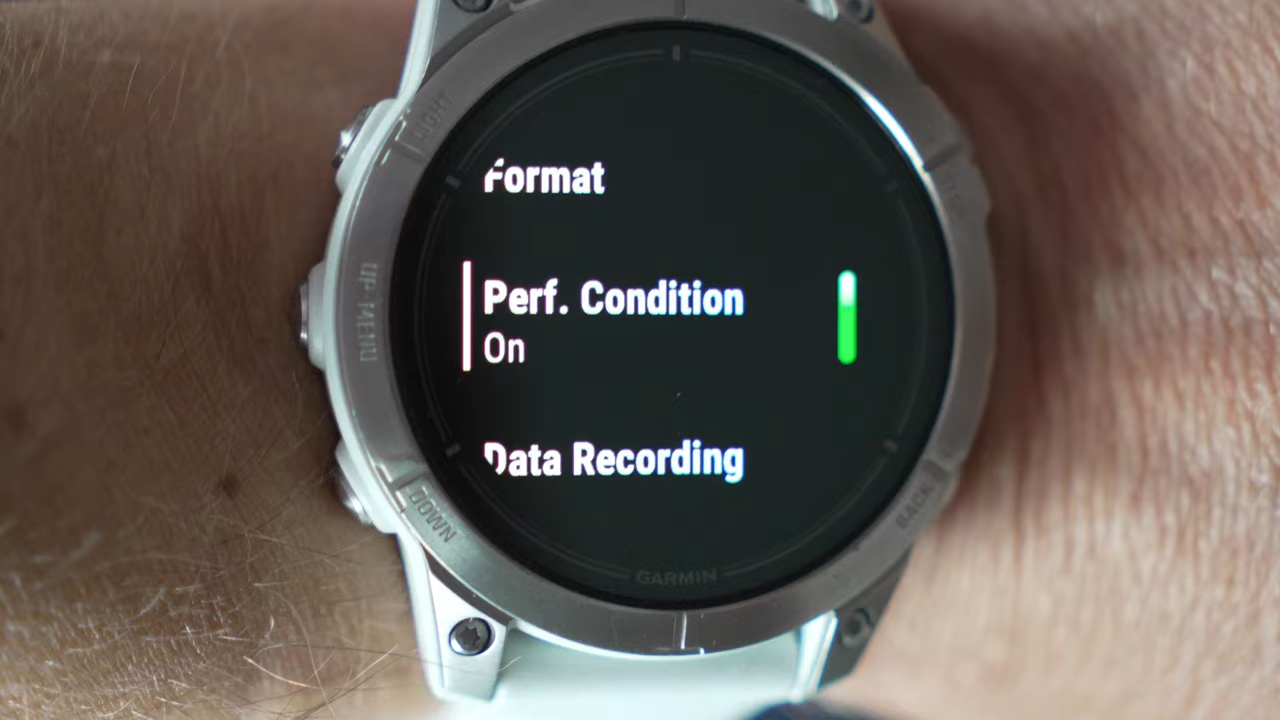 LIGHT
Format
UP·MENU
Perf. Condition
On
Data Recording
DOWN
BACK
GARMIN